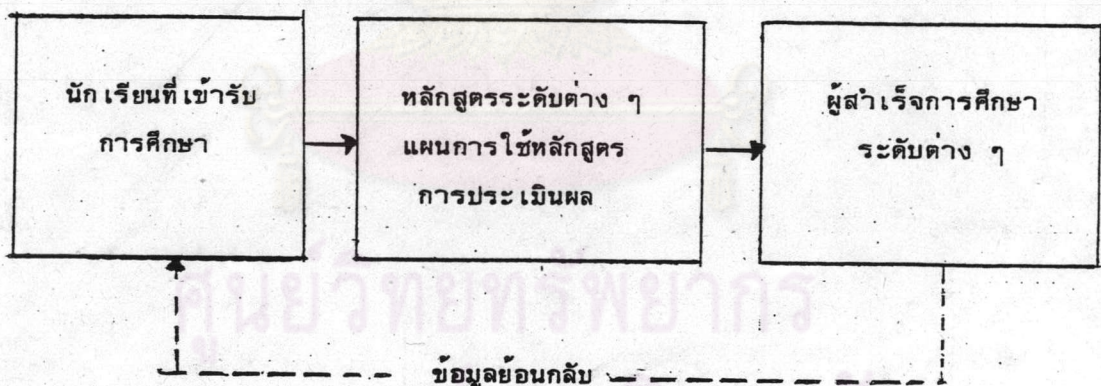 นักเรียนที่เข้ารับ
การศึกษา
หลักสูตรระดับต่าง ๆ
แผนการใช้หลักสูตร
การประเมินผล
ผู้สำเร็จการศึกษา
ระดับต่าง ๆ
ศูนย์วิทยทรัพยากร
ข้อมูลย้อนกลับ